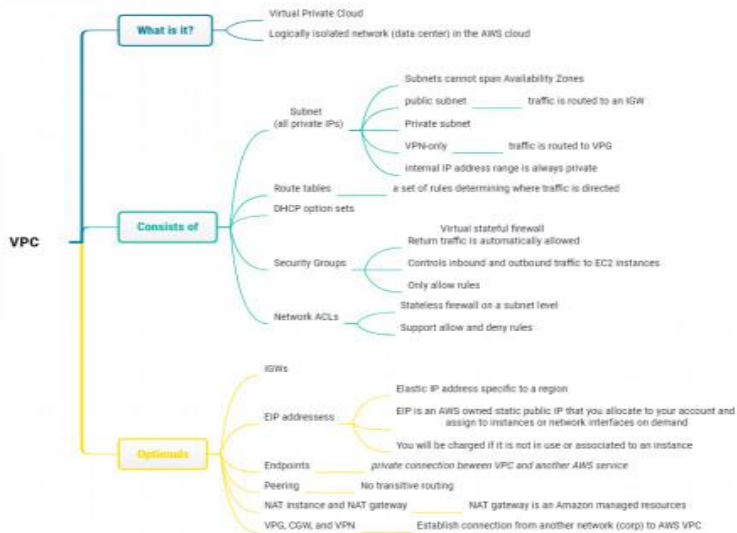 VPC
What is it?
Virtual Private Cloud
Logically isolated network (data center) in the AWS cloud
Consists of
Subnet
(all private IPs)
Subnets cannot span Availability Zones
public subnet traffic is routed to an IGW
Private subnet
VPN-only traffic is routed to VPG
internal IP address range is always private
Route tables a set of rules determining where traffic is directed
DHCP option sets
Security Groups
Virtual stateful firewall
Return traffic is automatically allowed
Controls inbound and outbound traffic to EC2 instances
Only allow rules
Network ACLs
Stateless firewall on a subnet level
Support allow and deny rules
Optionals
IGWs
EIP addressess
Elastic IP address specific to a region
EIP is an AWS owned static public IP that you allocate to your account and
assign to instances or network interfaces on demand
You will be charged if it is not in use or associated to an instance
Endpoints private connection beween VPC and another AWS service
Peering No transitive routing
NAT instance and NAT gateway NAT gateway is an Amazon managed resources
VPG, CGW, and VPN Establish connection from another network (corp) to AWS VPC